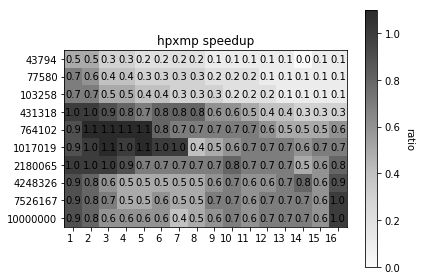 hpxmp speedup
43794 0.5 0.5 0.3 0.3 0.2 0.2 0.2 0.2 0.1 0.1 0.1 0.1 0.1 0.0 0.1 0.1
77580 0.7 0.6 0.4 0.4 0.3 0.3 0.3 0.3 0.2 0.2 0.2 0.1 0.1 0.1 0.1 0.1
103258 0.7 0.7 0.5 0.5 0.4 0.4 0.3 0.3 0.3 0.2 0.2 0.2 0.1 0.1 0.1 0.1
431318 1.0 1.0 0.9 0.8 0.7 0.8 0.8 0.8 0.6 0.6 0.5 0.4 0.4 0.3 0.3 0.3
764102 0.9 1.1 1.1 1.1 1.1 0.8 0.7 0.7 0.7 0.7 0.7 0.6 0.5 0.5 0.5 0.6
1017019 0.9 1.0 1.1 1.0 1.1 1.0 1.0 0.4 0.5 0.6 0.7 0.7 0.7 0.6 0.7 0.7
2180065 1.0 1.0 1.0 0.9 0.7 0.7 0.7 0.7 0.7 0.8 0.7 0.7 0.7 0.5 0.6 0.8
4248326 0.9 0.8 0.6 0.5 0.5 0.5 0.5 0.5 0.6 0.7 0.6 0.6 0.7 0.8 0.6 0.9
7526167 0.9 0.8 0.7 0.5 0.5 0.6 0.5 0.5 0.6 0.7 0.6 0.7 0.7 0.7 0.6 1.0
10000000 0.9 0.8 0.6 0.6 0.6 0.6 0.4 0.5 0.6 0.7 0.6 0.7 0.7 0.7 0.6 1.0
1 2 3 4 5 6 7 8 9 10 11 12 13 14 15 16
1.0
0.8
0.6
0.4
0.2
0.0
ratio